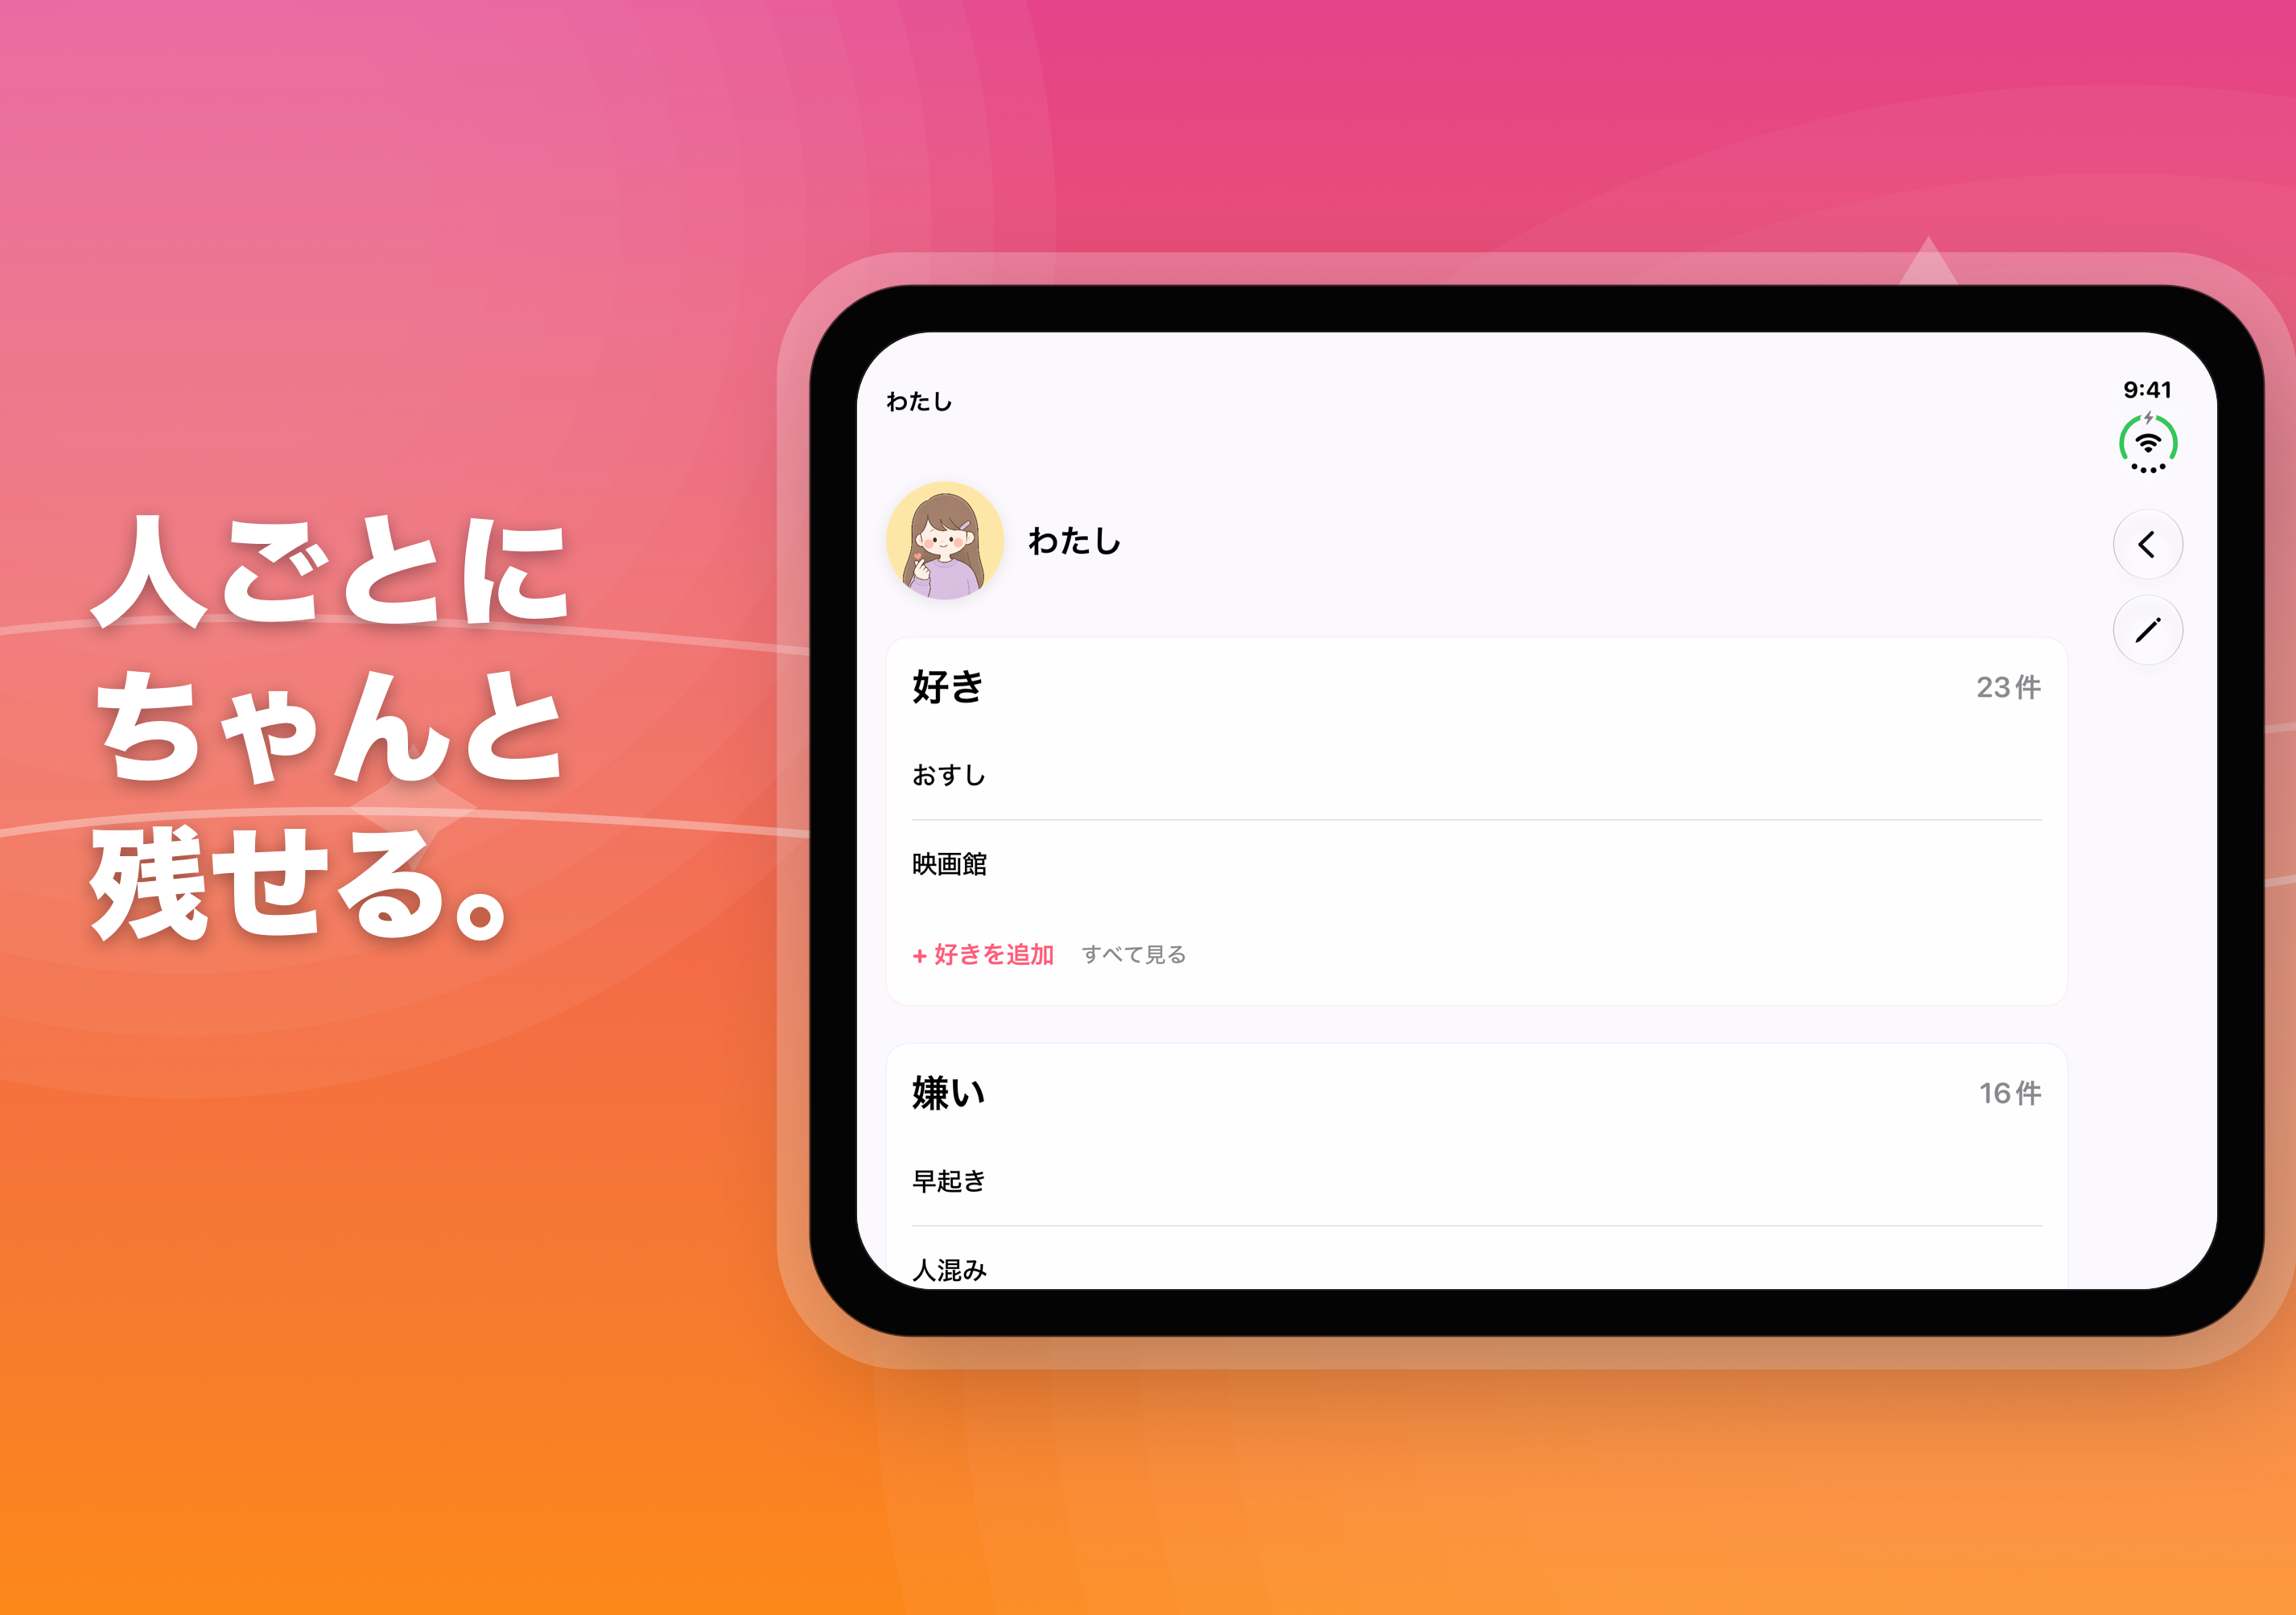 人ごとに
ちゃんと
残せる。
わたし
9:41
わたし
好き
23件
おすし
映画館
+ 好きを追加
すべて見る
嫌い
16件
早起き
人混み